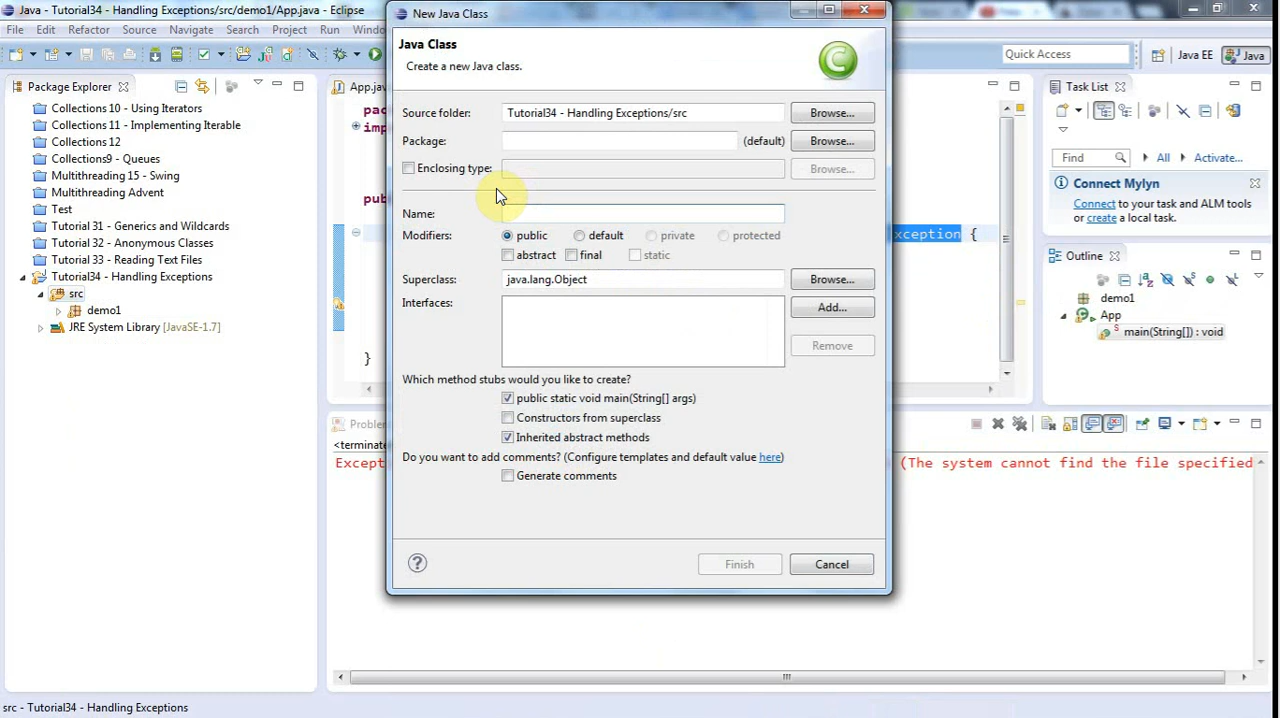 Java - Tutorial34 - Handling Exceptions/src/demo1/App.java - Eclipse
File Edit Refactor Source Navigate Search Project Run Window
Quick Access
Java EE
Java
Package Explorer
Collections 10 - Using Iterators
Collections 11 - Implementing Iterable
Collections 12
Collections9 - Queues
Multithreading 15 - Swing
Multithreading Advent
Test
Tutorial 31 - Generics and Wildcards
Tutorial 32 - Anonymous Classes
Tutorial 33 - Reading Text Files
Tutorial 34 - Handling Exceptions
src
demo1
JRE System Library [JavaSE-1.7]
App.java
xception {
}
New Java Class
Java Class
Create a new Java class.
Source folder: Tutorial34 - Handling Exceptions/src Browse...
Package: (default) Browse...
Enclosing type: Browse...
Name:
Modifiers: public default private protected
abstract final static
Superclass: java.lang.Object Browse...
Interfaces: Add...
Remove
Which method stubs would you like to create?
public static void main(String[] args)
Constructors from superclass
Inherited abstract methods
Do you want to add comments? (Configure templates and default value here)
Generate comments
Finish Cancel
Task List
Find All Activate...
Connect Mylyn
Connect to your task and ALM tools
or create a local task.
Outline
demo1
App
main(String[]) : void
(The system cannot find the file specified
src - Tutorial34 - Handling Exceptions